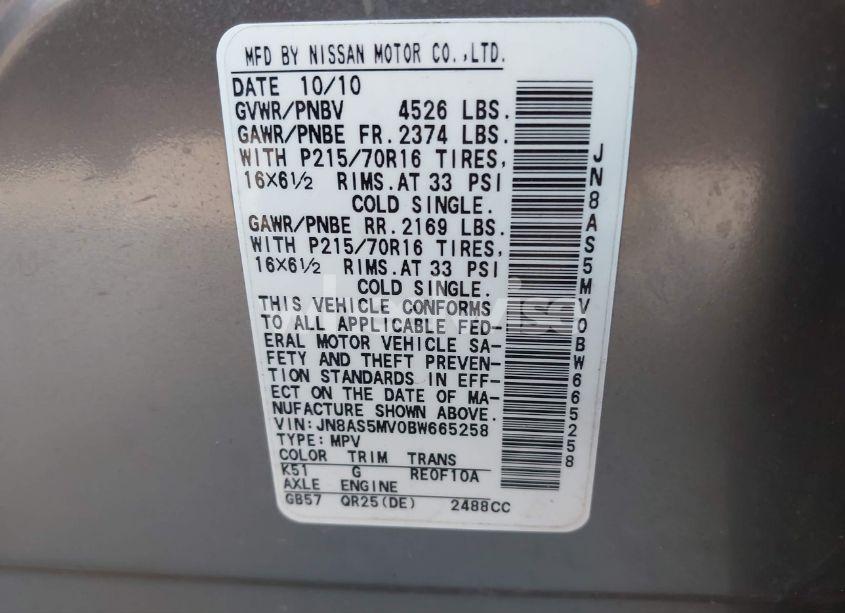 MFD BY NISSAN MOTOR CO.,LTD.
DATE 10/10
GVWR/PNBV 4526 LBS.
GAWR/PNBE FR.2374 LBS.
WITH P215/70R16 TIRES,
16×6½ RIMS.AT 33 PSI
COLD SINGLE.
GAWR/PNBE RR.2169 LBS.
WITH P215/70R16 TIRES,
16×6½ RIMS.AT 33 PSI
COLD SINGLE.
THIS VEHICLE CONFORMS
TO ALL APPLICABLE FED-
ERAL MOTOR VEHICLE SA-
FETY AND THEFT PREVEN-
TION STANDARDS IN EFF-
ECT ON THE DATE OF MA-
NUFACTURE SHOWN ABOVE.
VIN:JN8AS5MV0BW665258
TYPE:MPV
COLOR TRIM TRANS
K51 G RE0F10A
AXLE ENGINE
GB57 QR25(DE) 2488CC
JN8AS5MV0BW665258